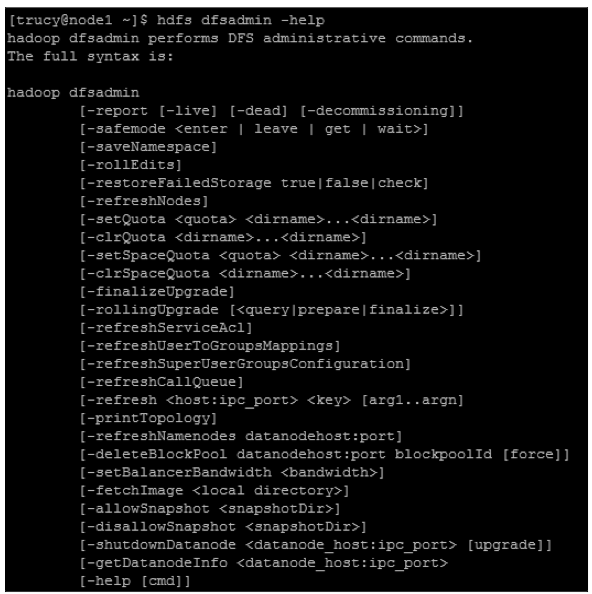 [trucy@node1 ~]$ hdfs dfsadmin -help
hadoop dfsadmin performs DFS administrative commands.
The full syntax is:
hadoop dfsadmin
[-report [-live] [-dead] [-decommissioning]]
[-safemode <enter | leave | get | wait>]
[-saveNamespace]
[-rollEdits]
[-restoreFailedStorage true|false|check]
[-refreshNodes]
[-setQuota <quota> <dirname>...<dirname>]
[-clrQuota <dirname>...<dirname>]
[-setSpaceQuota <quota> <dirname>...<dirname>]
[-clrSpaceQuota <dirname>...<dirname>]
[-finalizeUpgrade]
[-rollingUpgrade [<query|prepare|finalize>]]
[-refreshServiceAcl]
[-refreshUserToGroupsMappings]
[-refreshSuperUserGroupsConfiguration]
[-refreshCallQueue]
[-refresh <host:ipc_port> <key> [arg1..argn]
[-printTopology]
[-refreshNamenodes datanodehost:port]
[-deleteBlockPool datanodehost:port blockpoolId [force]]
[-setBalancerBandwidth <bandwidth>]
[-fetchImage <local directory>]
[-allowSnapshot <snapshotDir>]
[-disallowSnapshot <snapshotDir>]
[-shutdownDatanode <datanode_host:ipc_port> [upgrade]]
[-getDatanodeInfo <datanode_host:ipc_port>
[-help [cmd]]